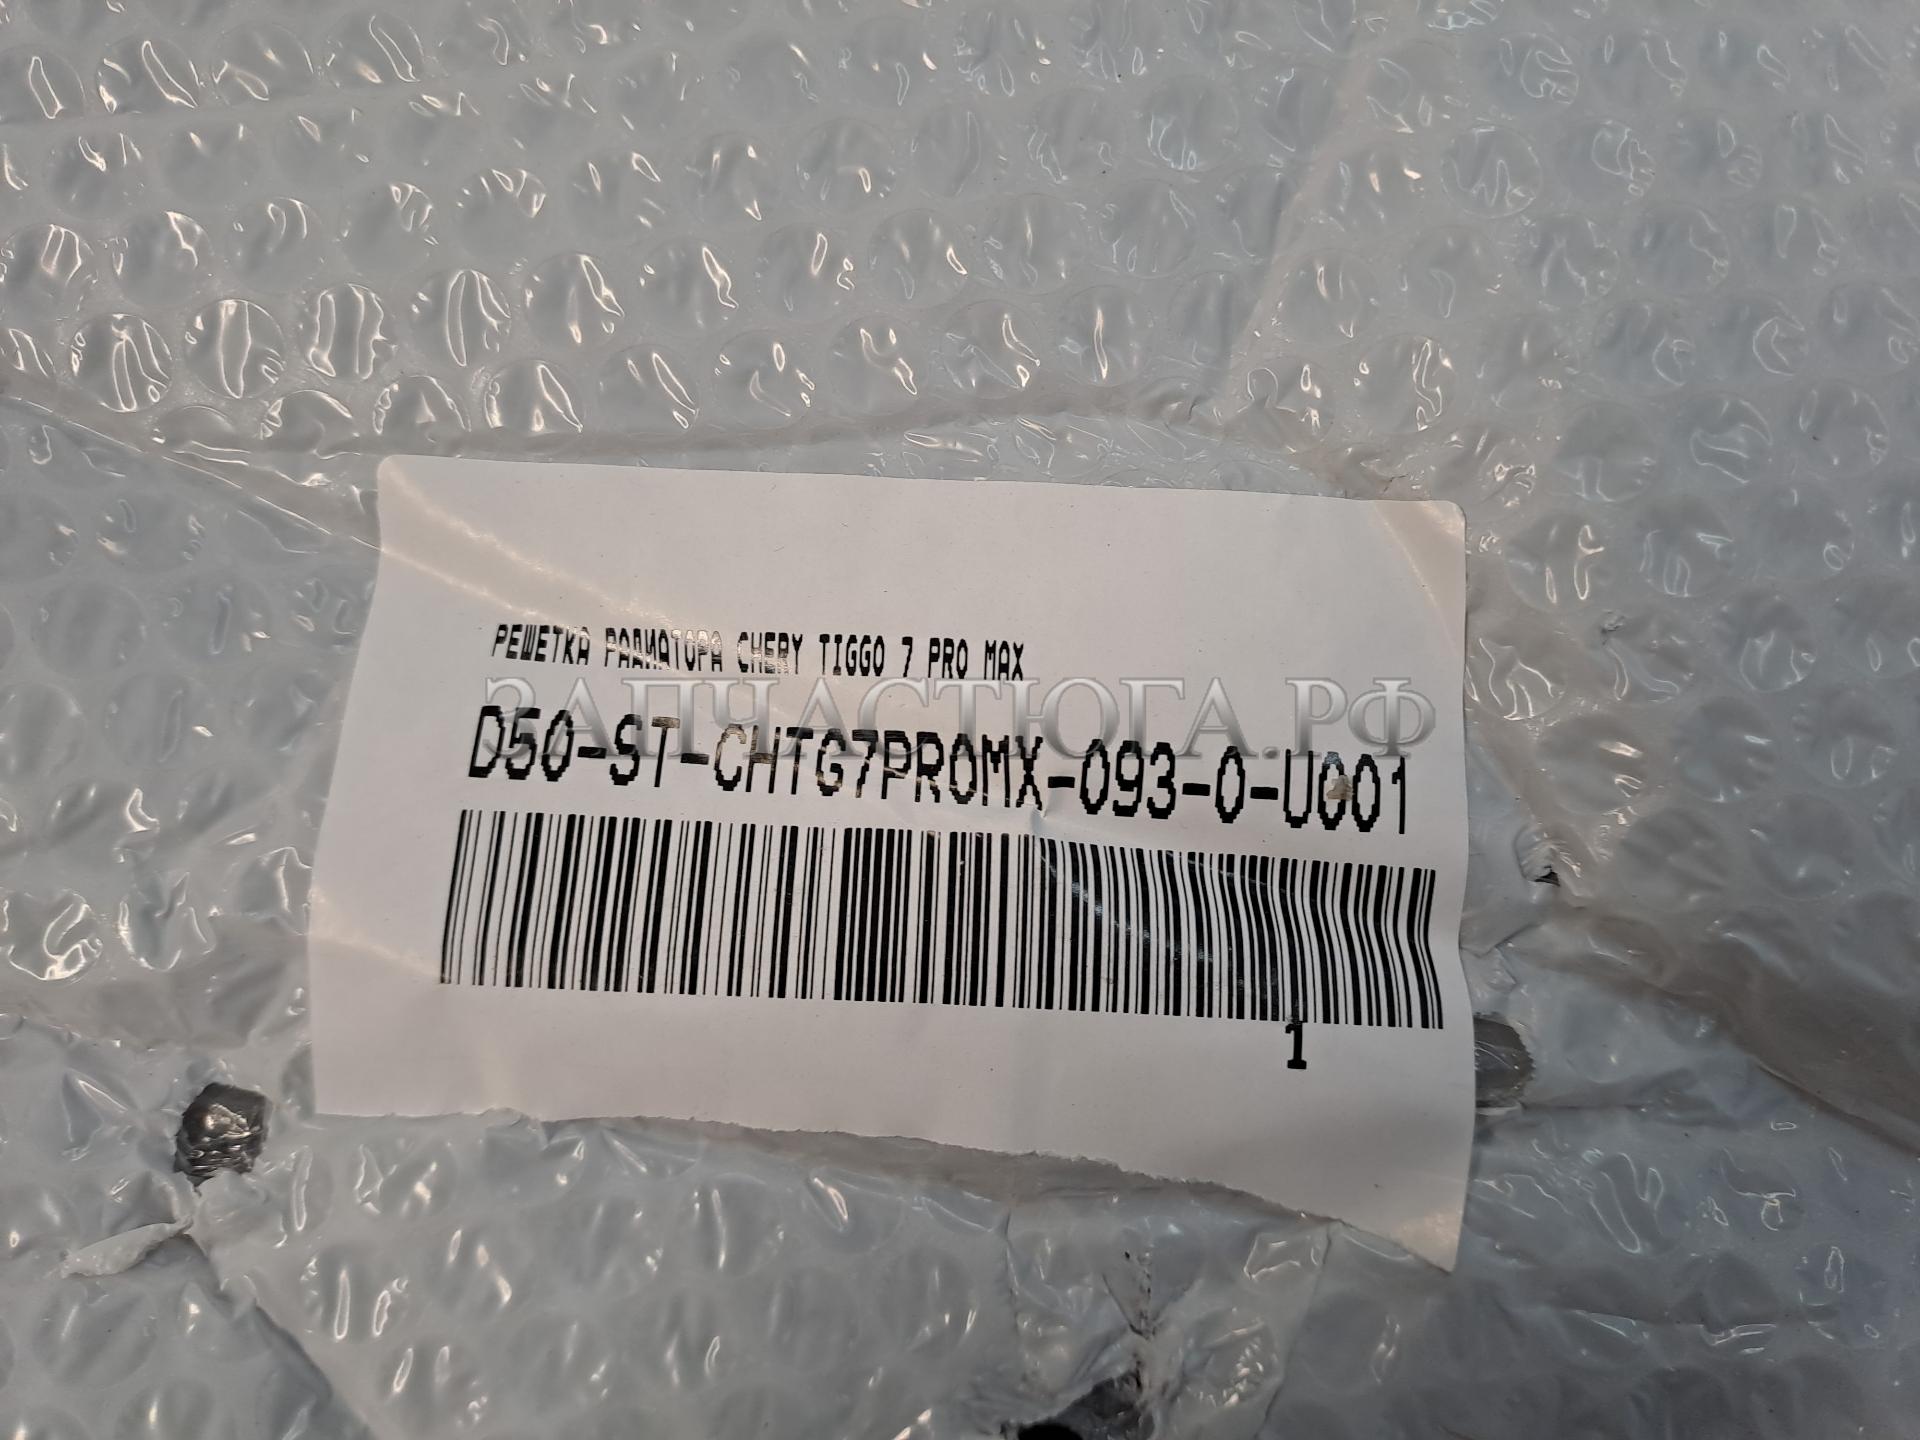 РЕШЕТКА РАДИАТОРА CHERY TIGGO 7 PRO MAX
ЗАПЧАСТЮГА.РФ
D50-ST-CHTG7PROMX-093-0-U001
1